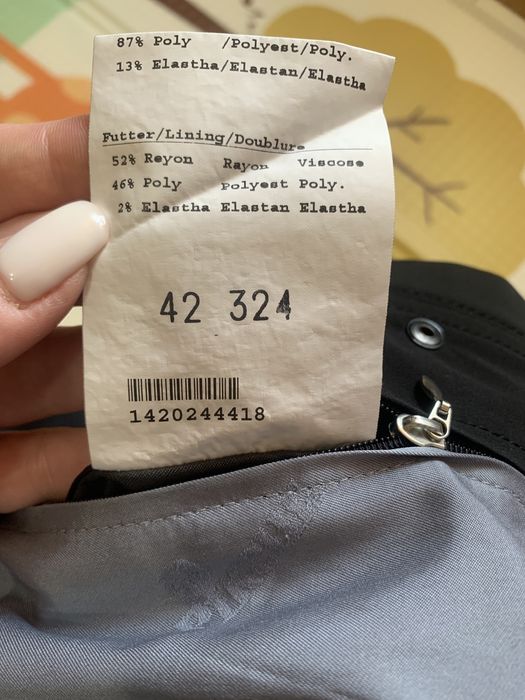 87% Poly /Polyest/Poly.
13% Elastha/Elastan/Elastha
Futter/Lining/Doublure
52% Reyon Rayon Viscose
46% Poly Polyest Poly.
2% Elastha Elastan Elastha
42 324
1420244418